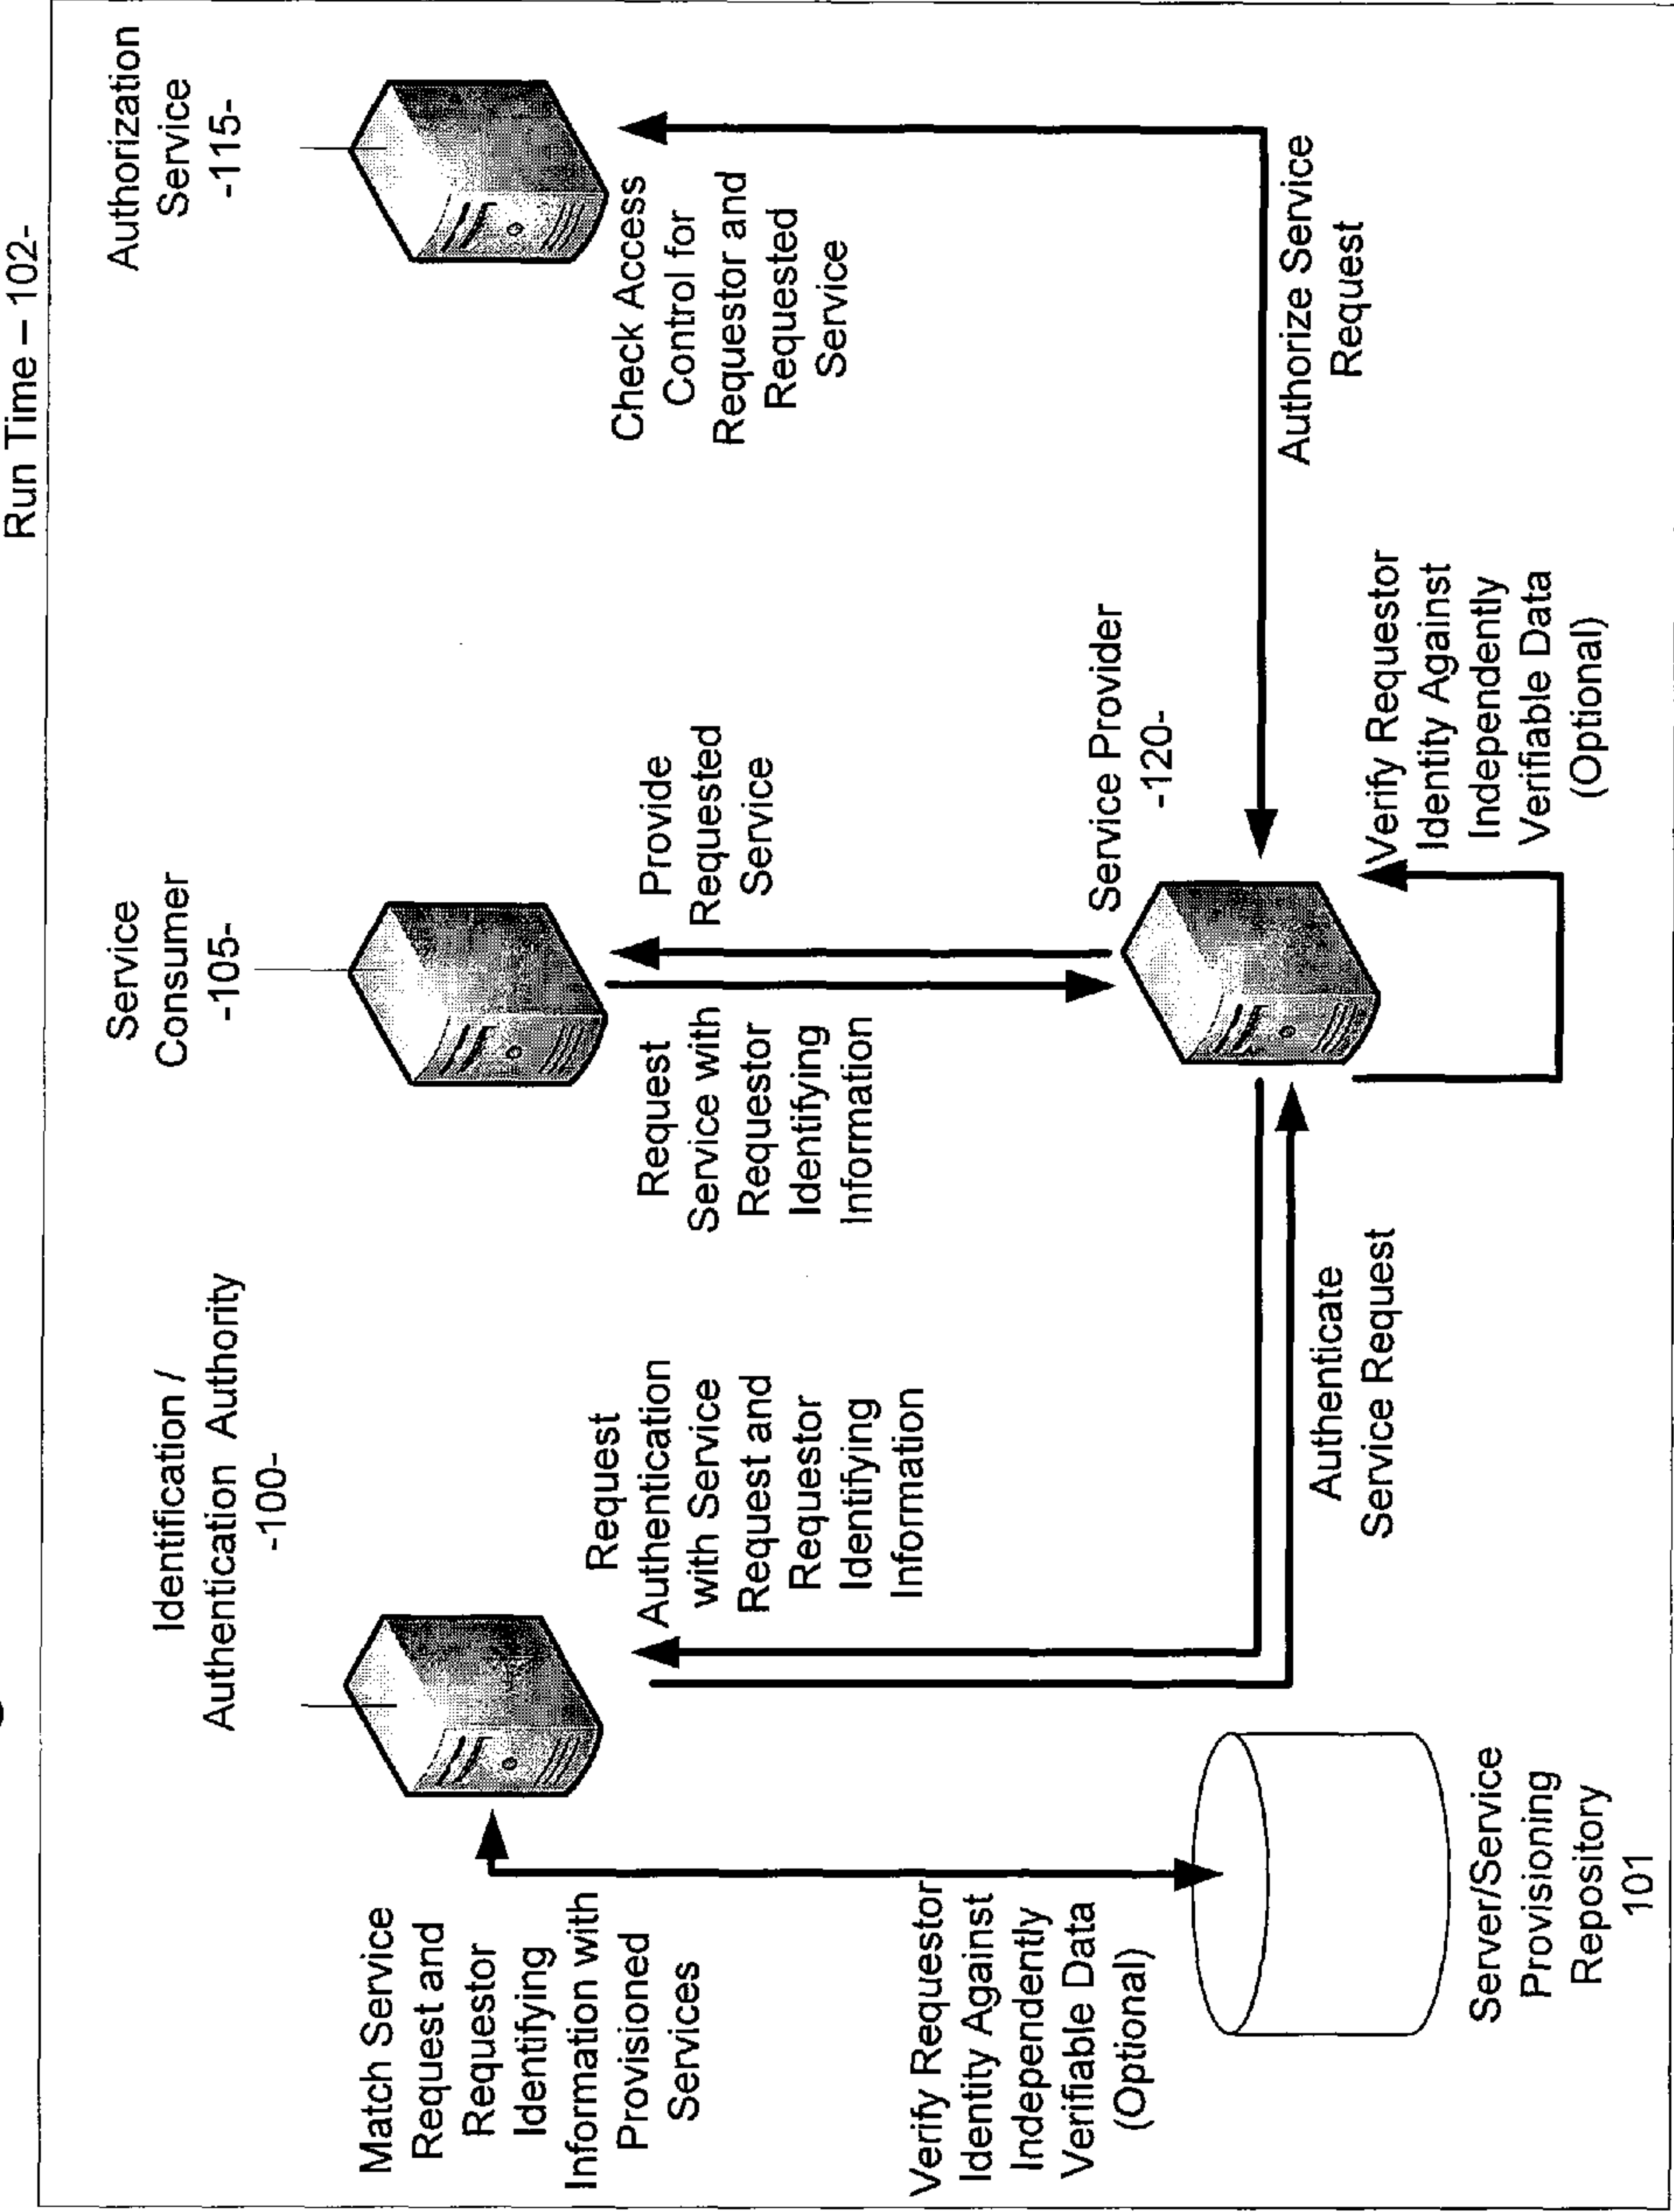 Run Time – 102-
Identification /
Authentication Authority
-100-
Service
Consumer
-105-
Authorization
Service
-115-
Match Service
Request and
Requestor
Identifying
Information with
Provisioned
Services
Request
Authentication
with Service
Request and
Requestor
Identifying
Information
Request
Service with
Requestor
Identifying
Information
Provide
Requested
Service
Check Access
Control for
Requestor and
Requested
Service
Verify Requestor
Identity Against
Independently
Verifiable Data
(Optional)
Service Provider
-120-
Authenticate
Service Request
Authorize Service
Request
Verify Requestor
Identity Against
Independently
Verifiable Data
(Optional)
Server/Service
Provisioning
Repository
101